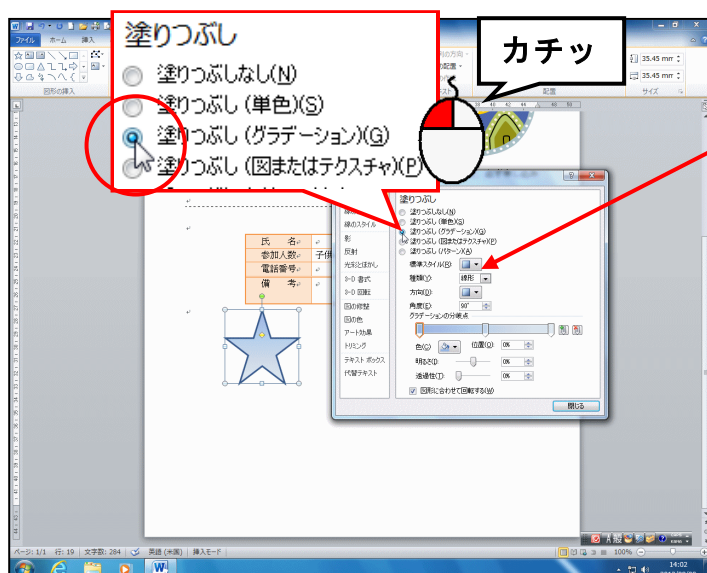 塗りつぶし
塗りつぶしなし(N)
塗りつぶし (単色)(S)
塗りつぶし (グラデーション)(G)
塗りつぶし (図またはテクスチャ)(P)
カチッ
ファイル ホーム 挿入
図形の挿入
配置
サイズ
35.45 mm
35.45 mm
38 40 42 44 48 50
氏 名
参加人数 子供
電話番号
備 考
塗りつぶし
塗りつぶしなし(N)
塗りつぶし (単色)(S)
塗りつぶし (グラデーション)(G)
塗りつぶし (図またはテクスチャ)(P)
塗りつぶし (パターン)(A)
線のスタイル
影
反射
光彩とぼかし
3-D 書式
3-D 回転
図の修整
図の色
アート効果
トリミング
テキスト ボックス
代替テキスト
標準スタイル(R):
種類(Y): 線形
方向(D):
角度(E): 90°
グラデーションの分岐点
色(C) 位置(O): 0%
明るさ(I): 0%
透過性(T): 0%
図形に合わせて回転する(W)
閉じる
ページ: 1/1 行: 19 文字数: 284 英語 (米国) 挿入モード
100%
A 般
14:02